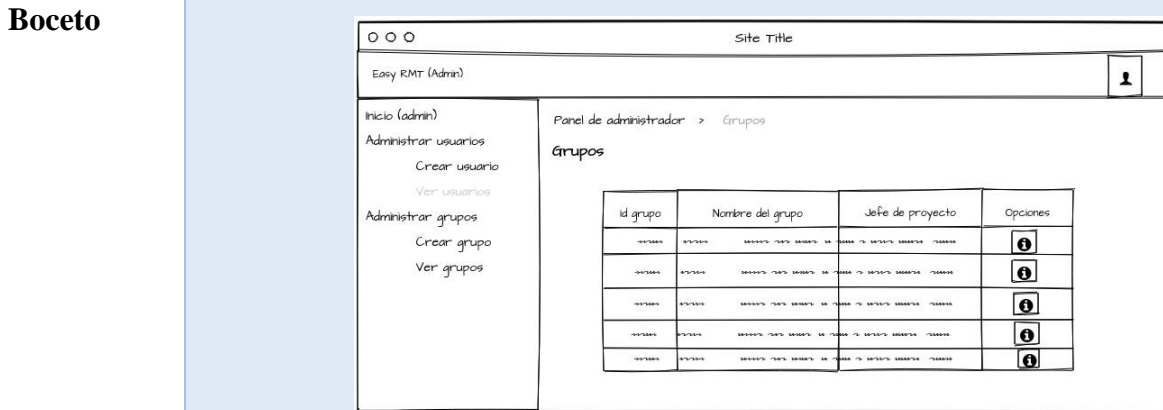 Boceto
Site Title
Easy RMT (Admin)
Inicio (admin)
Administrar usuarios
Crear usuario
Ver usuarios
Administrar grupos
Crear grupo
Ver grupos
Panel de administrador > Grupos
Grupos
Id grupo Nombre del grupo Jefe de proyecto Opciones